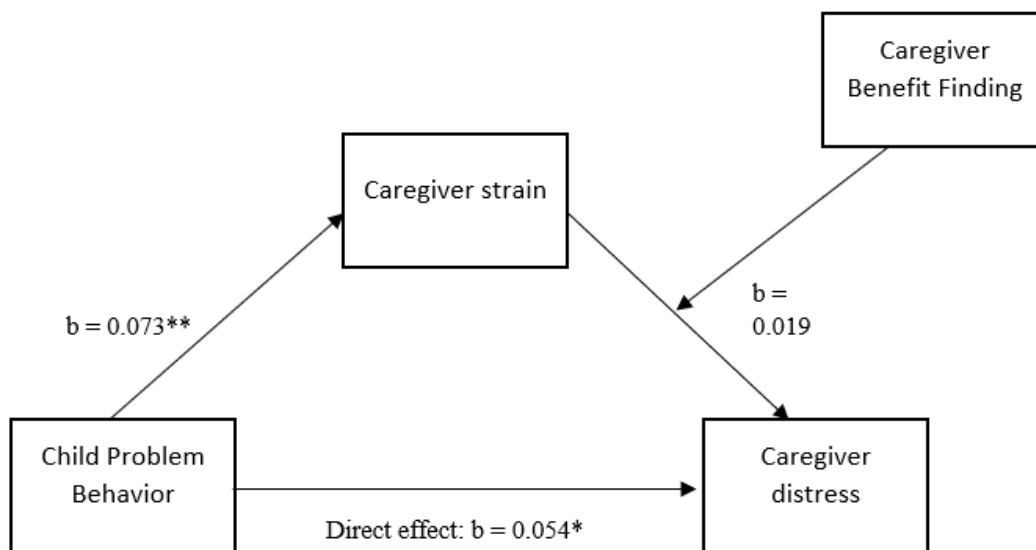 Caregiver
Benefit Finding
Caregiver strain
b =
0.019
b = 0.073**
Child Problem
Behavior
Caregiver
distress
Direct effect: b = 0.054*